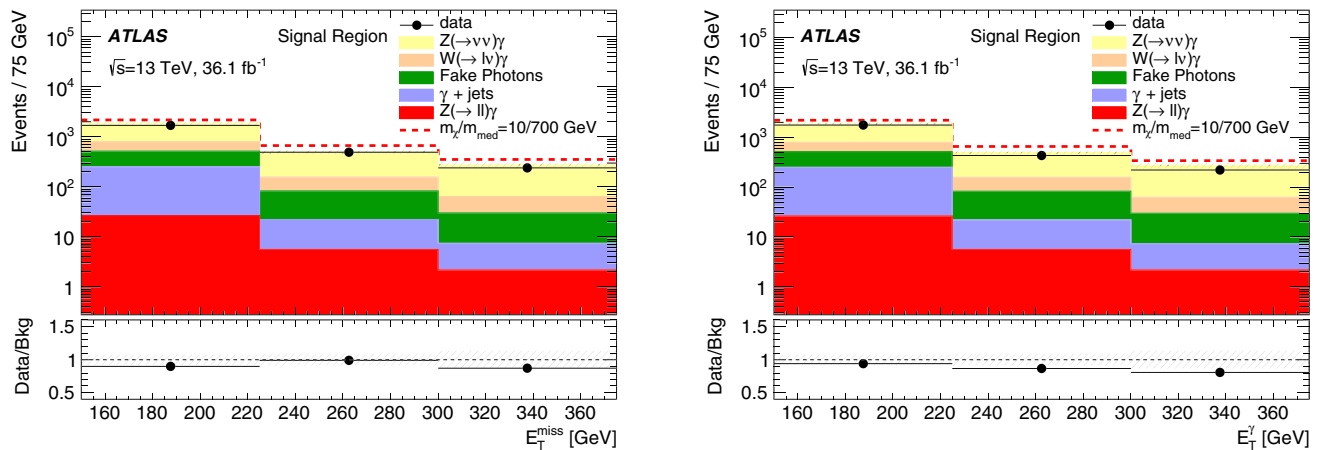 Events / 75 GeV
10⁵
10⁴
10³
10²
10
1
ATLAS
Signal Region
√s=13 TeV, 36.1 fb⁻¹
data
Z(→νν)γ
W(→ lν)γ
Fake Photons
γ + jets
Z(→ ll)γ
m_χ/m_med=10/700 GeV
Data/Bkg
1.5
1
0.5
160 180 200 220 240 260 280 300 320 340 360
E_T^miss [GeV]
Events / 75 GeV
10⁵
10⁴
10³
10²
10
1
ATLAS
Signal Region
√s=13 TeV, 36.1 fb⁻¹
data
Z(→νν)γ
W(→ lν)γ
Fake Photons
γ + jets
Z(→ ll)γ
m_χ/m_med=10/700 GeV
Data/Bkg
1.5
1
0.5
160 180 200 220 240 260 280 300 320 340 360
E_T^γ [GeV]